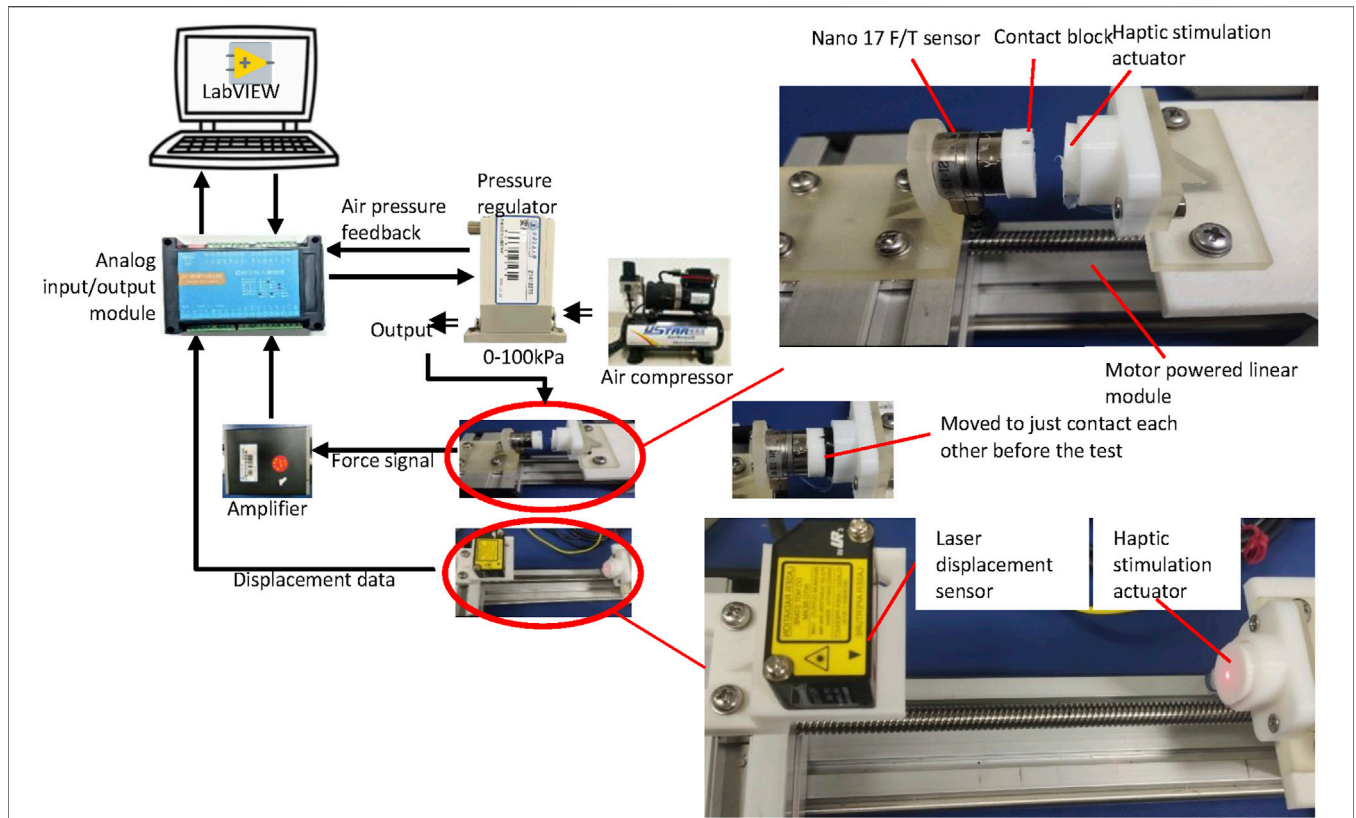 Nano 17 F/T sensor
Contact block
Haptic stimulation
actuator
LabVIEW
Pressure
regulator
Air pressure
feedback
Analog
input/output
module
Output
0-100kPa
USTAR
Air compressor
Motor powered linear
module
Moved to just contact each
other before the test
Force signal
Amplifier
Laser
displacement
sensor
Haptic
stimulation
actuator
Displacement data